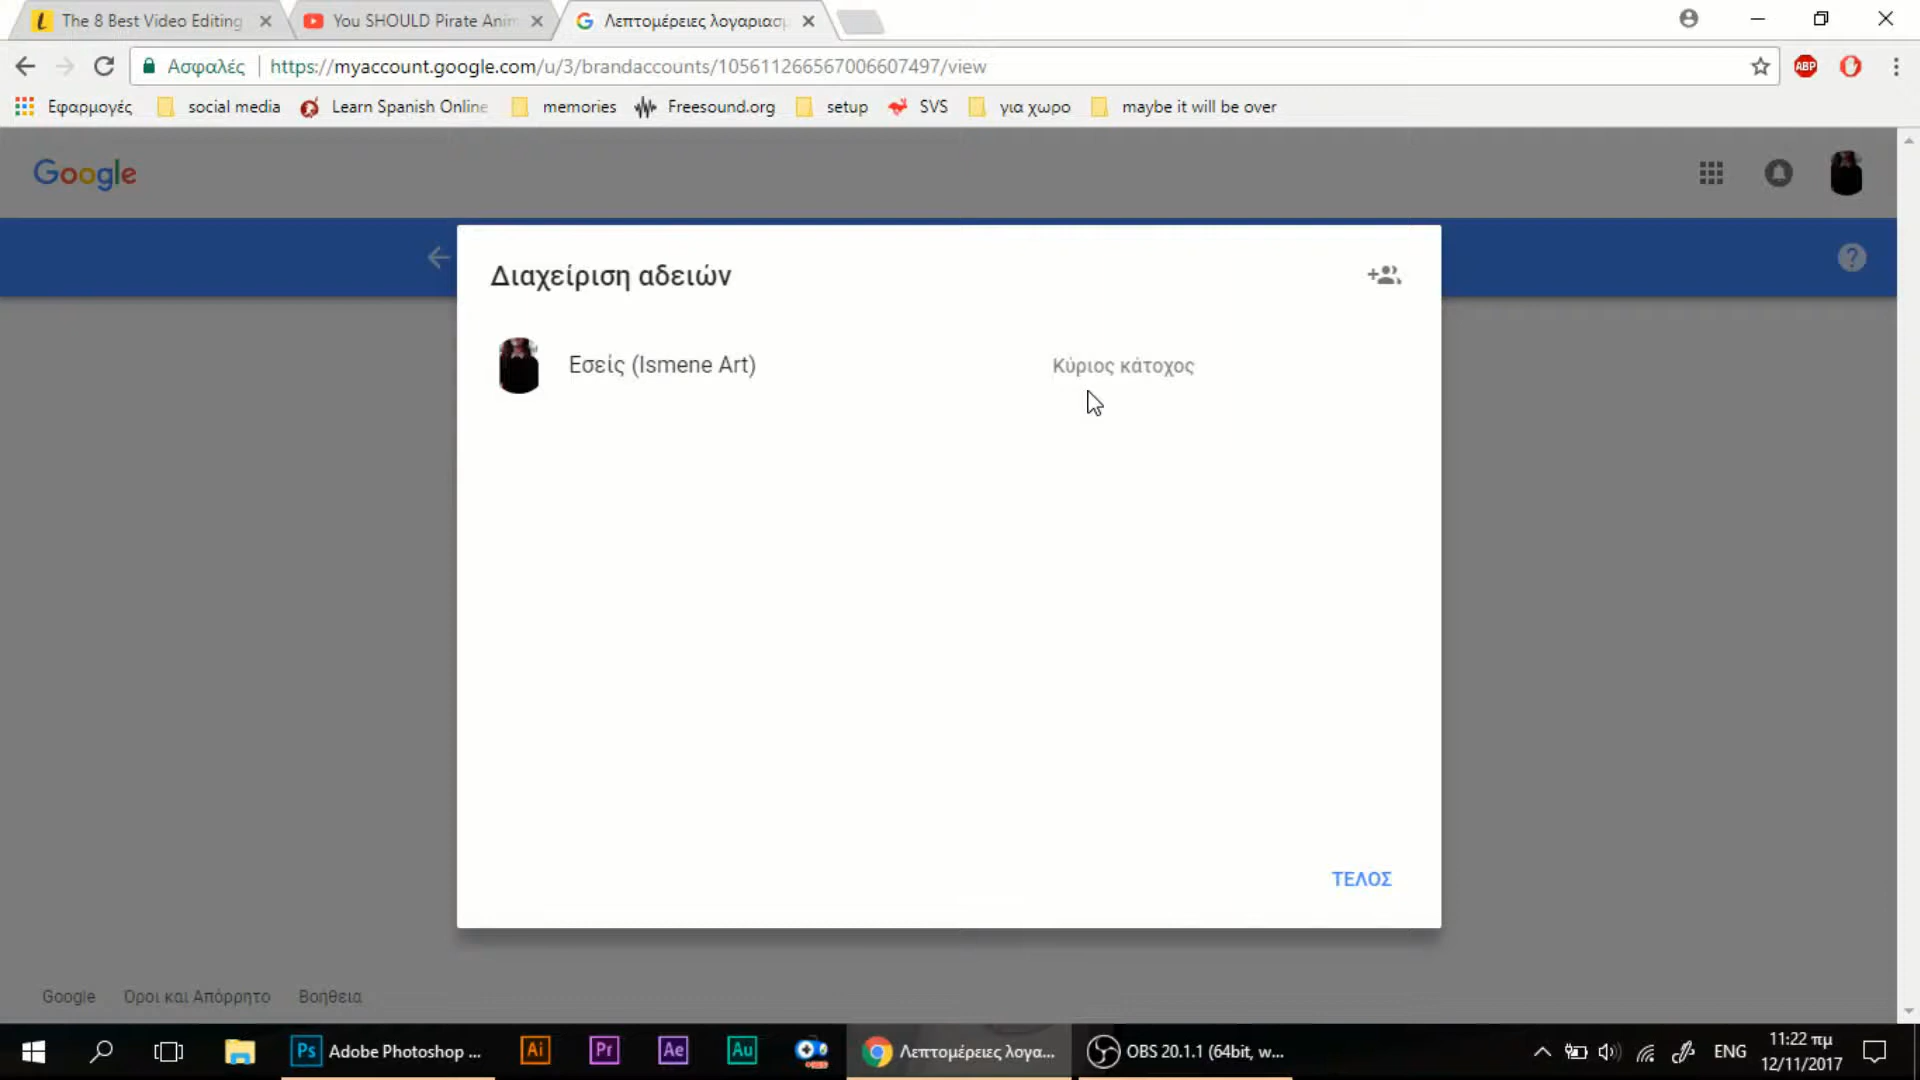 The 8 Best Video Editing
You SHOULD Pirate Anim
Λεπτομέρειες λογαριασμ
Ασφαλές
https://myaccount.google.com/u/3/brandaccounts/105611266567006607497/view
ABP
Εφαρμογές
social media
Learn Spanish Online
memories
Freesound.org
setup
SVS
για χωρο
maybe it will be over
Google
Διαχείριση αδειών
Εσείς (Ismene Art)
Κύριος κάτοχος
ΤΕΛΟΣ
Google
Όροι και Απόρρητο
Βοήθεια
Ps
Adobe Photoshop ...
Ai
Pr
Ae
Au
Λεπτομέρειες λογα...
OBS 20.1.1 (64bit, w...
ENG
11:22 πμ
12/11/2017